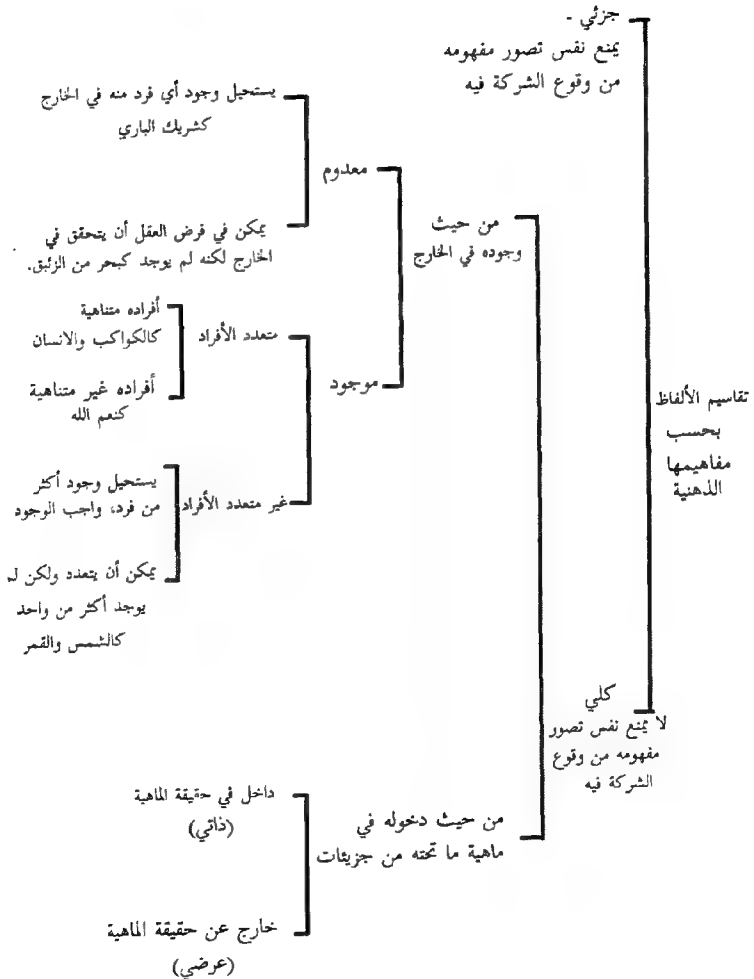 تقاسيم الألفاظ
بحسب
مفاهيمها
الذهنية
جزئي -
يمنع نفس تصور مفهومه
من وقوع الشركة فيه
كلي
لا يمنع نفس تصور
مفهومه من وقوع
الشركة فيه
من حيث
وجوده في الخارج
معدوم
يستحيل وجود أي فرد منه في الخارج
كشريك الباري
يمكن في فرض العقل أن يتحقق في
الخارج لكنه لم يوجد كبحر من الزئبق.
موجود
متعدد الأفراد
أفراده متناهية
كالكواكب والانسان
أفراده غير متناهية
كنعم الله
غير متعدد الأفراد
يستحيل وجود أكثر
من فرد، واجب الوجود
يمكن أن يتعدد ولكن لم
يوجد أكثر من واحد
كالشمس والقمر
من حيث دخوله في
ماهية ما تحته من جزيئات
داخل في حقيقة الماهية
(ذاتي)
خارج عن حقيقة الماهية
(عرضي)